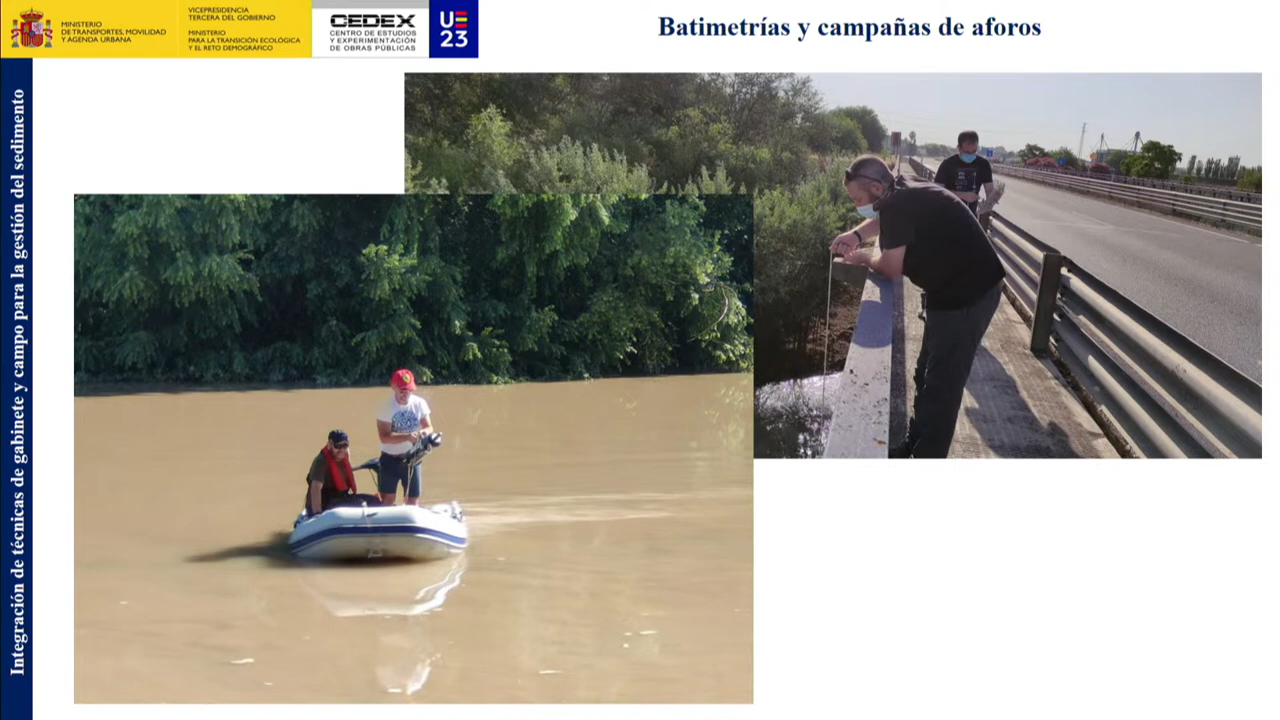 MINISTERIO
DE TRANSPORTES, MOVILIDAD
Y AGENDA URBANA
VICEPRESIDENCIA
TERCERA DEL GOBIERNO
MINISTERIO
PARA LA TRANSICIÓN ECOLÓGICA
Y EL RETO DEMOGRÁFICO
CEDEX
CENTRO DE ESTUDIOS
Y EXPERIMENTACIÓN
DE OBRAS PÚBLICAS
UE
23
Batimetrías y campañas de aforos
Integración de técnicas de gabinete y campo para la gestión del sedimento